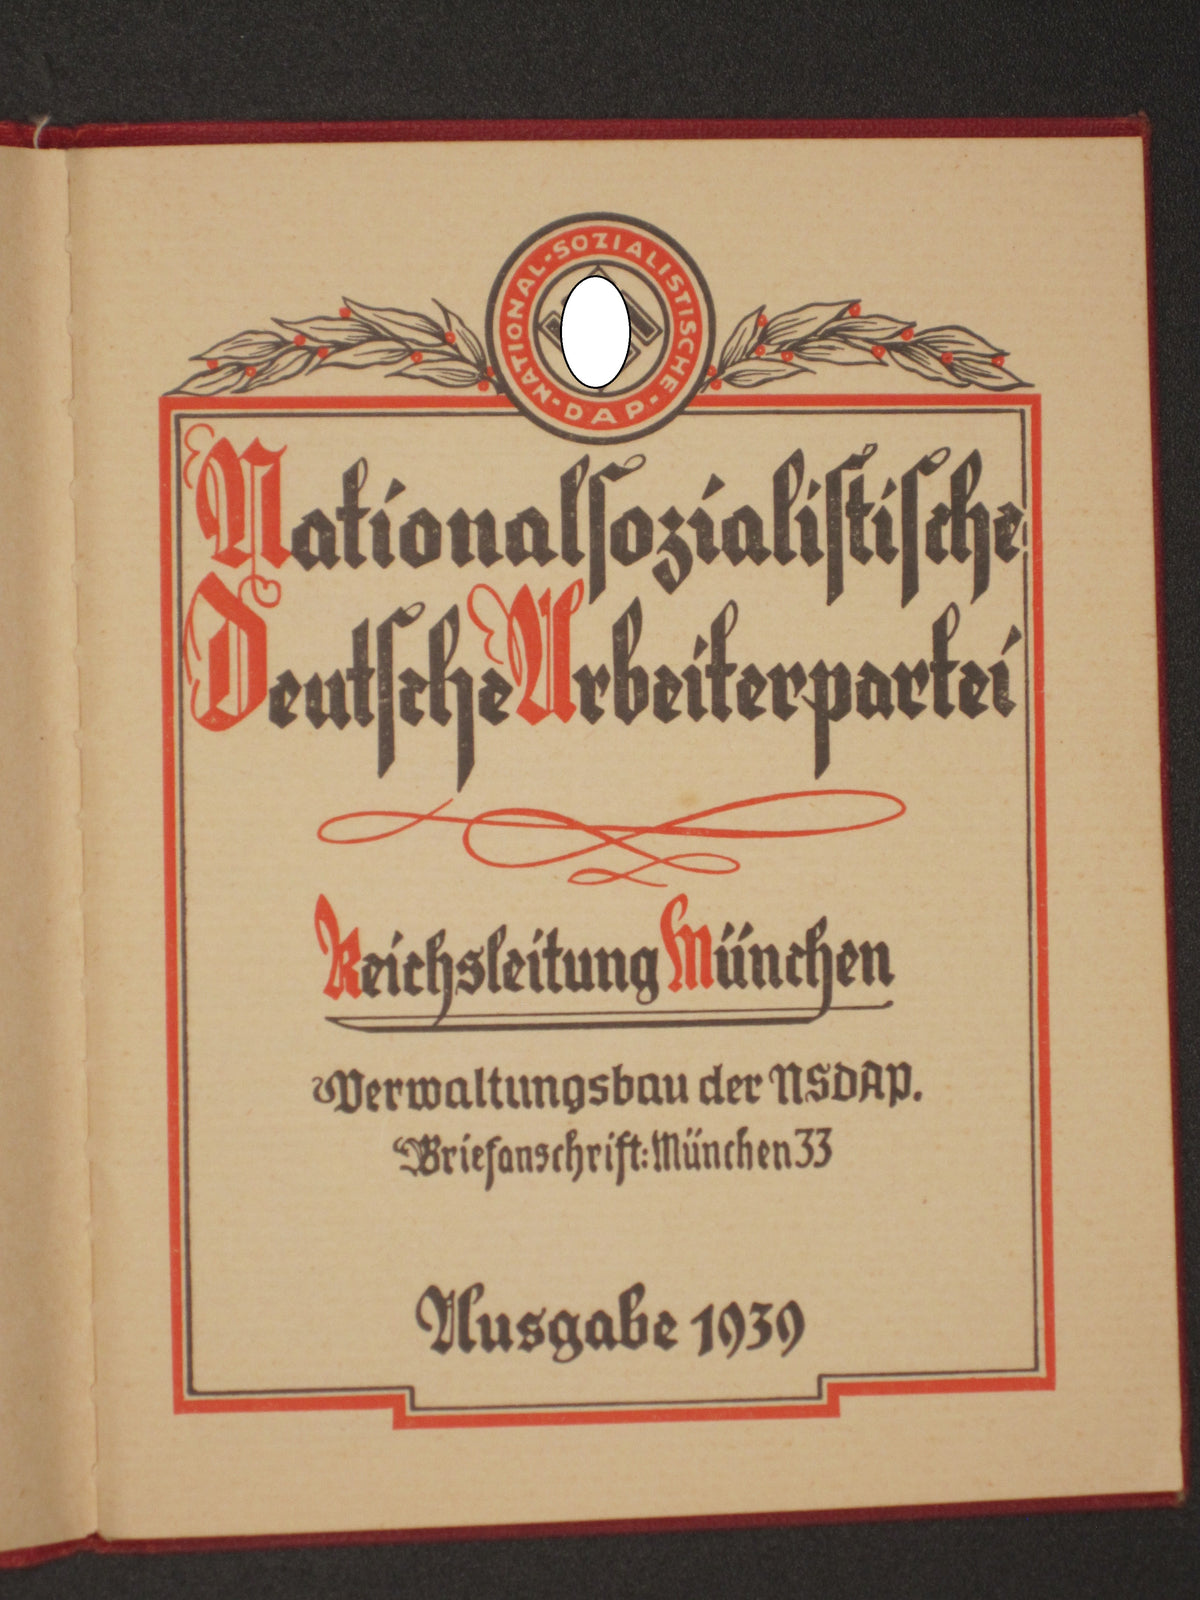 NATIONAL-SOZIALISTISCHE-
D A P
Nationalsozialistische
Deutsche Arbeiterpartei
Reichsleitung München
Verwaltungsbau der NSDAP.
Briefanschrift: München 33
Ausgabe 1939